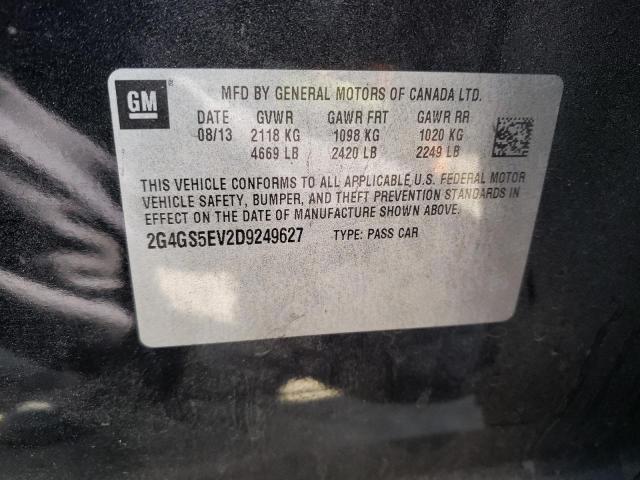 GM ®
MFD BY GENERAL MOTORS OF CANADA LTD.
DATE GVWR GAWR FRT GAWR RR
08/13 2118 KG 1098 KG 1020 KG
4669 LB 2420 LB 2249 LB
THIS VEHICLE CONFORMS TO ALL APPLICABLE U.S. FEDERAL MOTOR
VEHICLE SAFETY, BUMPER, AND THEFT PREVENTION STANDARDS IN
EFFECT ON THE DATE OF MANUFACTURE SHOWN ABOVE.
2G4GS5EV2D9249627 TYPE: PASS CAR